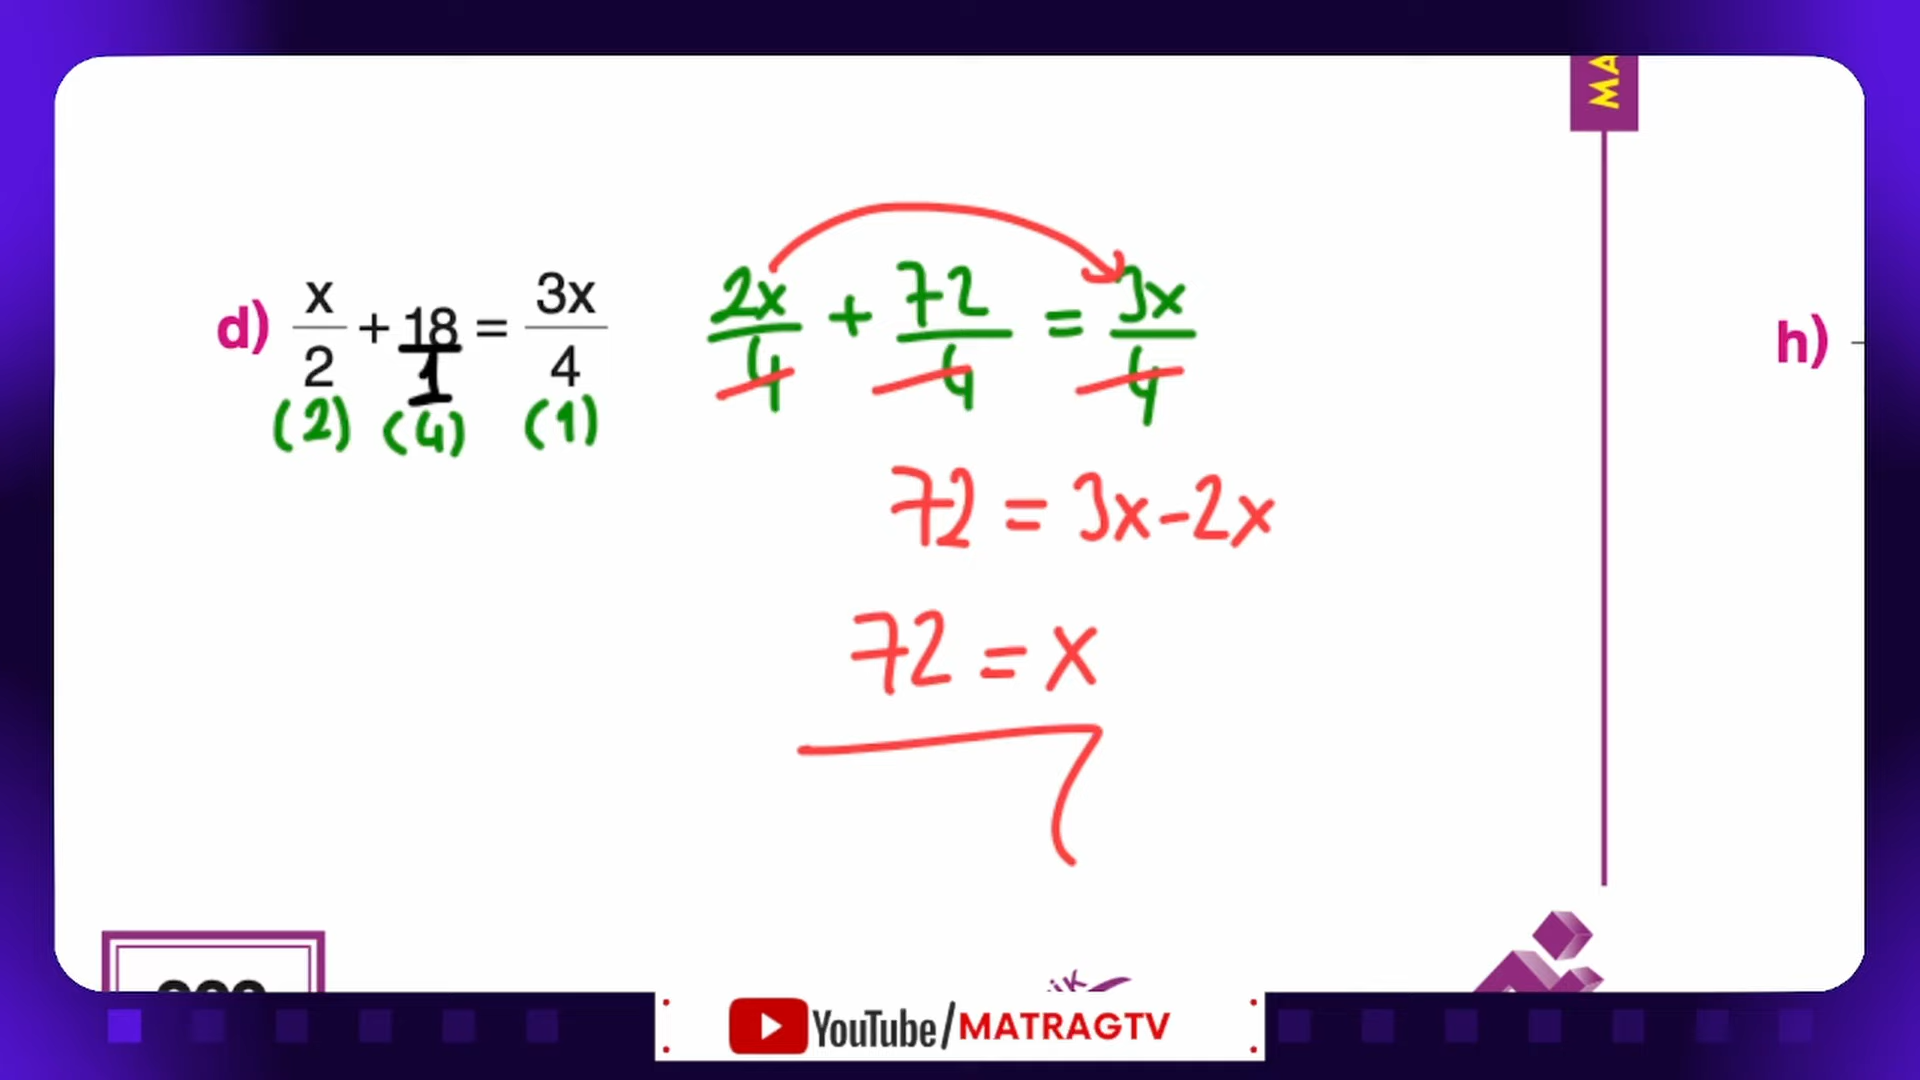 MA
d) x/2 + 18/1 = 3x/4
(2) (4) (1)
2x/4 + 72/4 = 3x/4
72 = 3x-2x
72 = x
h)
YouTube/MATRAGTV